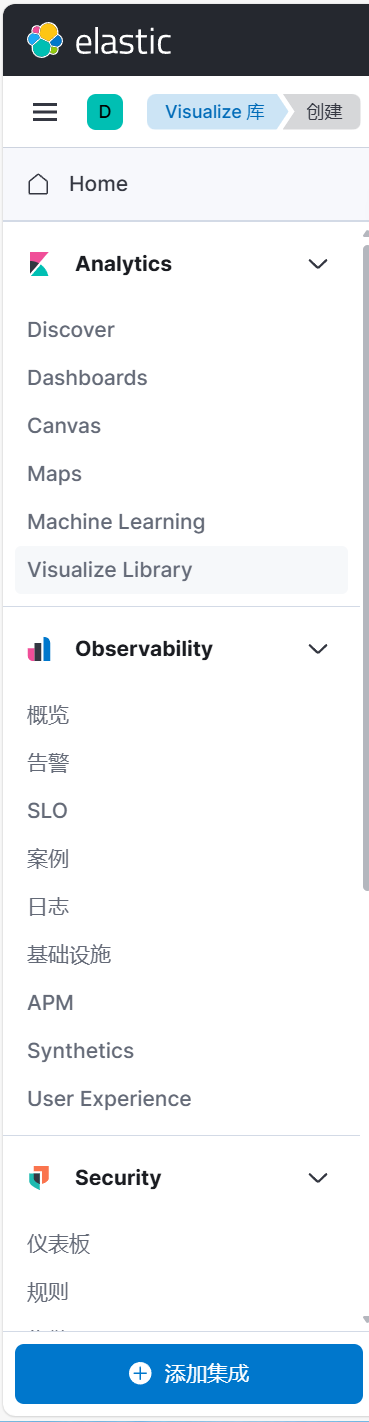 elastic
D Visualize 库 创建
Home
Analytics
Discover
Dashboards
Canvas
Maps
Machine Learning
Visualize Library
Observability
概览
告警
SLO
案例
日志
基础设施
APM
Synthetics
User Experience
Security
仪表板
规则
添加集成